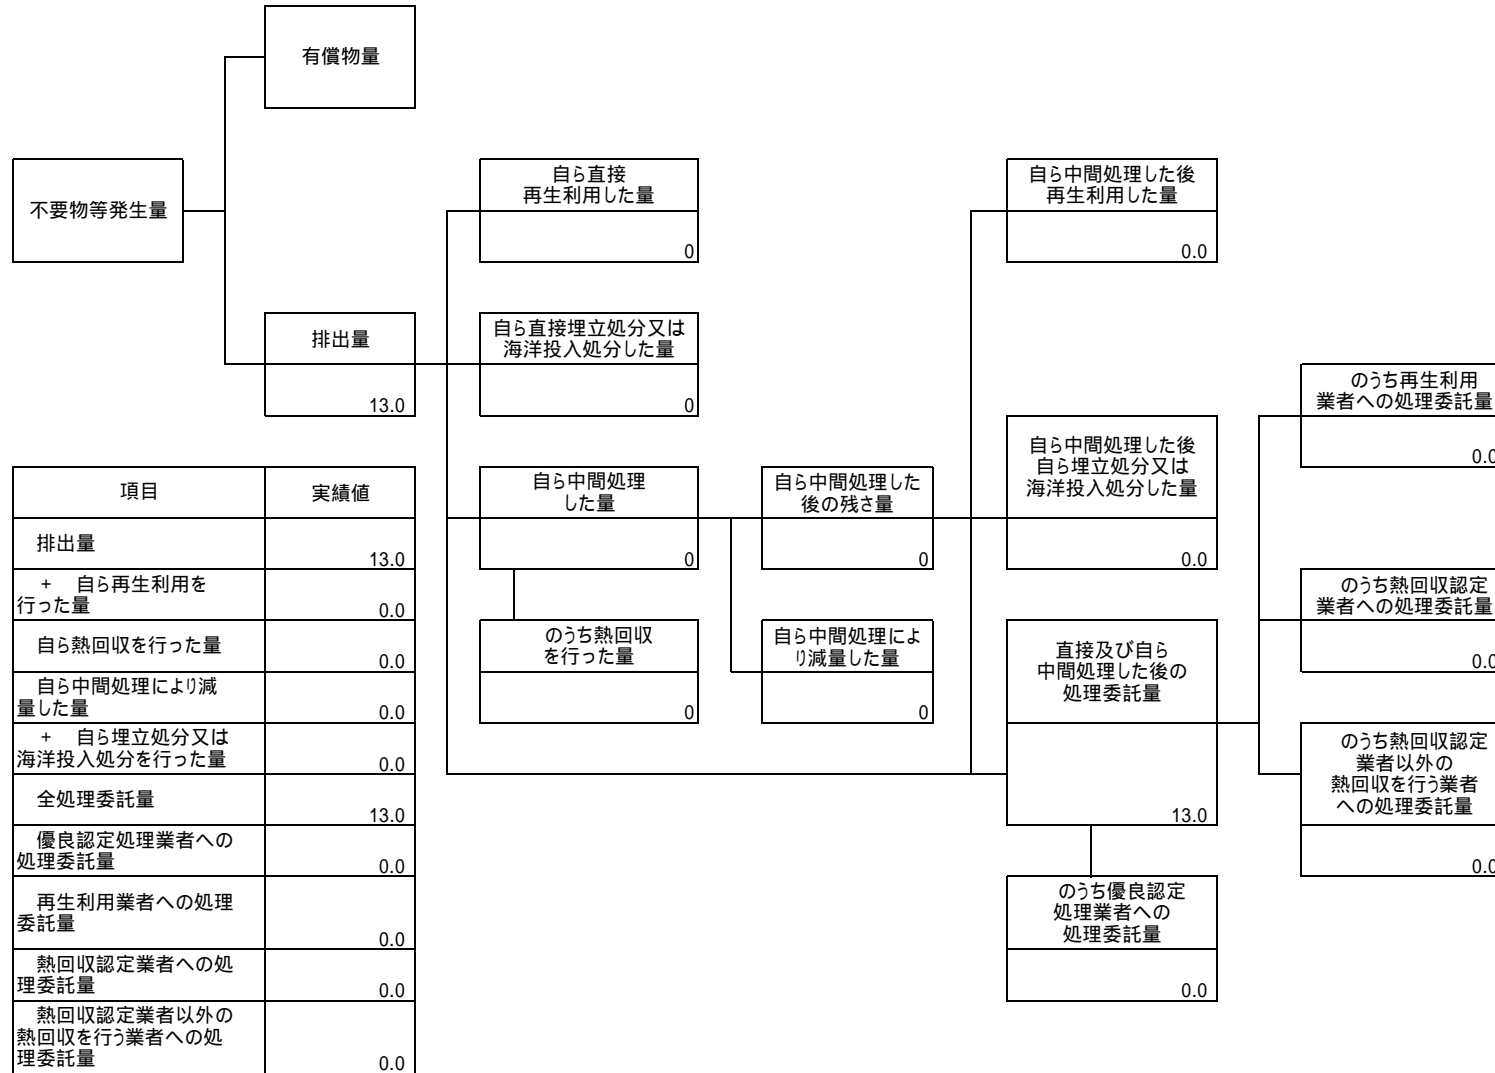 有償物量
不要物等発生量
自ら直接
再生利用した量
0
自ら中間処理した後
再生利用した量
0.0
排出量
13.0
自ら直接埋立処分又は
海洋投入処分した量
0
のうち再生利用
業者への処理委託量
0.0
自ら中間処理した後
自ら埋立処分又は
海洋投入処分した量
0.0
自ら中間処理
した量
0
自ら中間処理した
後の残さ量
0
のうち熱回収認定
業者への処理委託量
0.0
のうち熱回収
を行った量
0
自ら中間処理によ
り減量した量
0
直接及び自ら
中間処理した後の
処理委託量
13.0
のうち熱回収認定
業者以外の
熱回収を行う業者
への処理委託量
0.0
のうち優良認定
処理業者への
処理委託量
0.0
項目 実績値
排出量 13.0
+ 自ら再生利用を
行った量 0.0
自ら熱回収を行った量 0.0
自ら中間処理により減
量した量 0.0
+ 自ら埋立処分又は
海洋投入処分を行った量 0.0
全処理委託量 13.0
優良認定処理業者への
処理委託量 0.0
再生利用業者への処理
委託量 0.0
熱回収認定業者への処
理委託量 0.0
熱回収認定業者以外の
熱回収を行う業者への処
理委託量 0.0